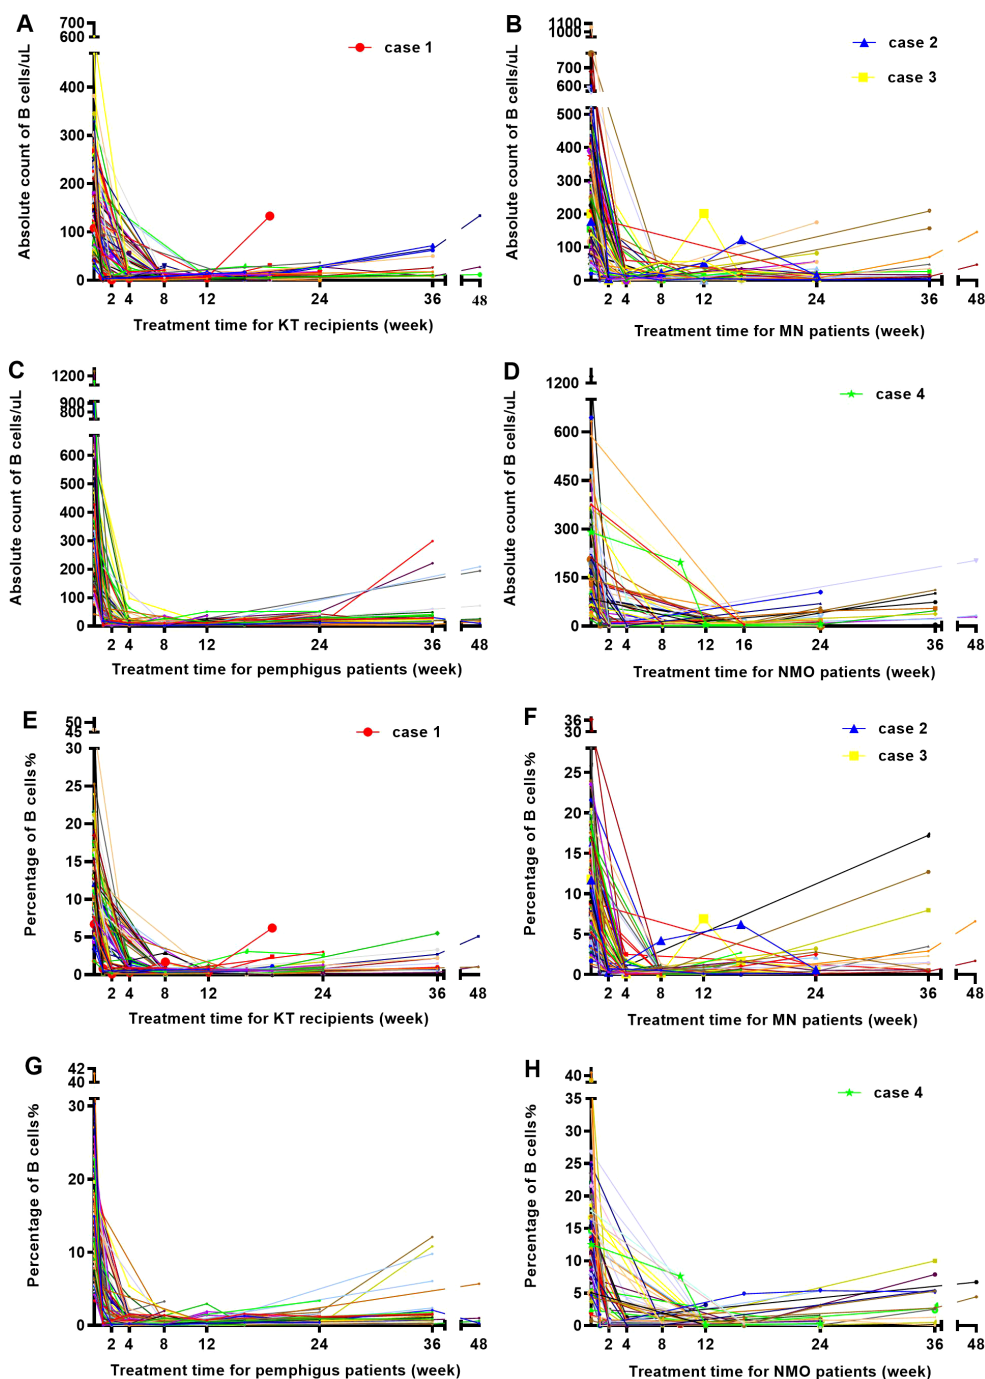 A
700
600
400
300
200
100
0
2 4 8 12 24 36 48
Absolute count of B cells/uL
Treatment time for KT recipients (week)
case 1
B
1100
1000
700
600
500
400
300
200
100
0
2 4 8 12 24 36 48
Absolute count of B cells/uL
Treatment time for MN patients (week)
case 2
case 3
C
1200
900
800
600
500
400
300
200
100
0
2 4 8 12 24 36 48
Absolute count of B cells/uL
Treatment time for pemphigus patients (week)
D
1200
600
450
300
150
0
2 4 8 12 16 24 36 48
Absolute count of B cells/uL
Treatment time for NMO patients (week)
case 4
E
50
45
30
25
20
15
10
5
0
2 4 8 12 24 36 48
Percentage of B cells%
Treatment time for KT recipients (week)
case 1
F
36
30
25
20
15
10
5
0
2 4 8 12 24 36 48
Percentage of B cells%
Treatment time for MN patients (week)
case 2
case 3
G
42
40
30
20
10
0
2 4 8 12 24 36 48
Percentage of B cells%
Treatment time for pemphigus patients (week)
H
40
35
30
25
20
15
10
5
0
2 4 8 12 24 36 48
Percentage of B cells%
Treatment time for NMO patients (week)
case 4